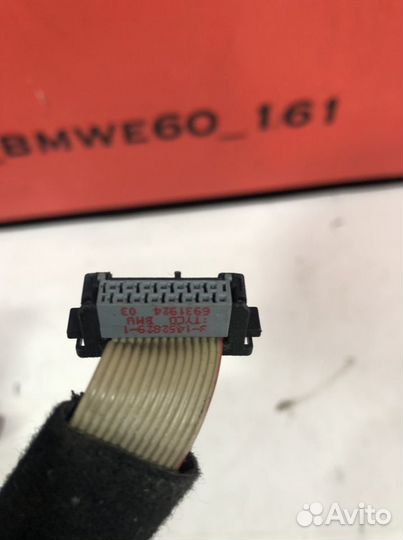 BMWE60_161
3-1452829-1
:TYCO BMW
6931924 03
Avito